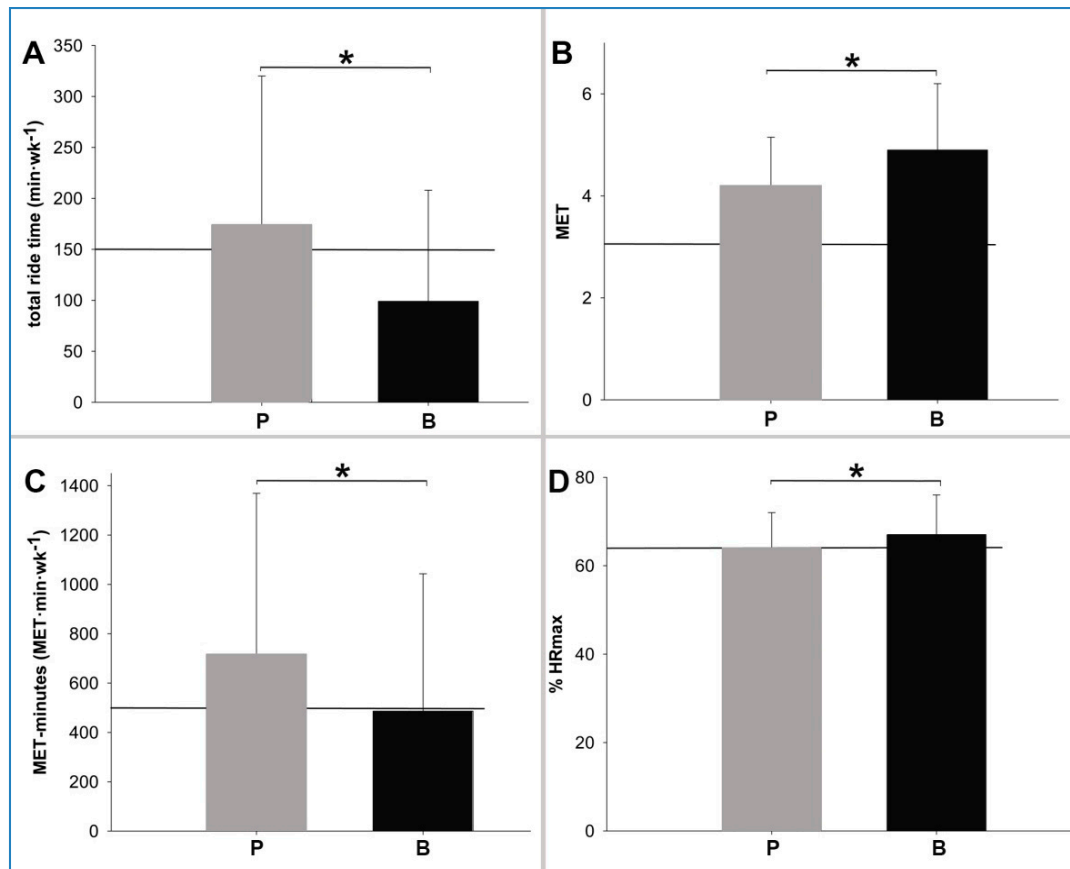 A
*
350
300
250
200
150
100
50
0
total ride time (min·wk⁻¹)
P B
B
*
6
4
2
0
MET
P B
C
*
1400
1200
1000
800
600
400
200
0
MET-minutes (MET·min·wk⁻¹)
P B
D
*
80
60
40
20
0
% HRmax
P B